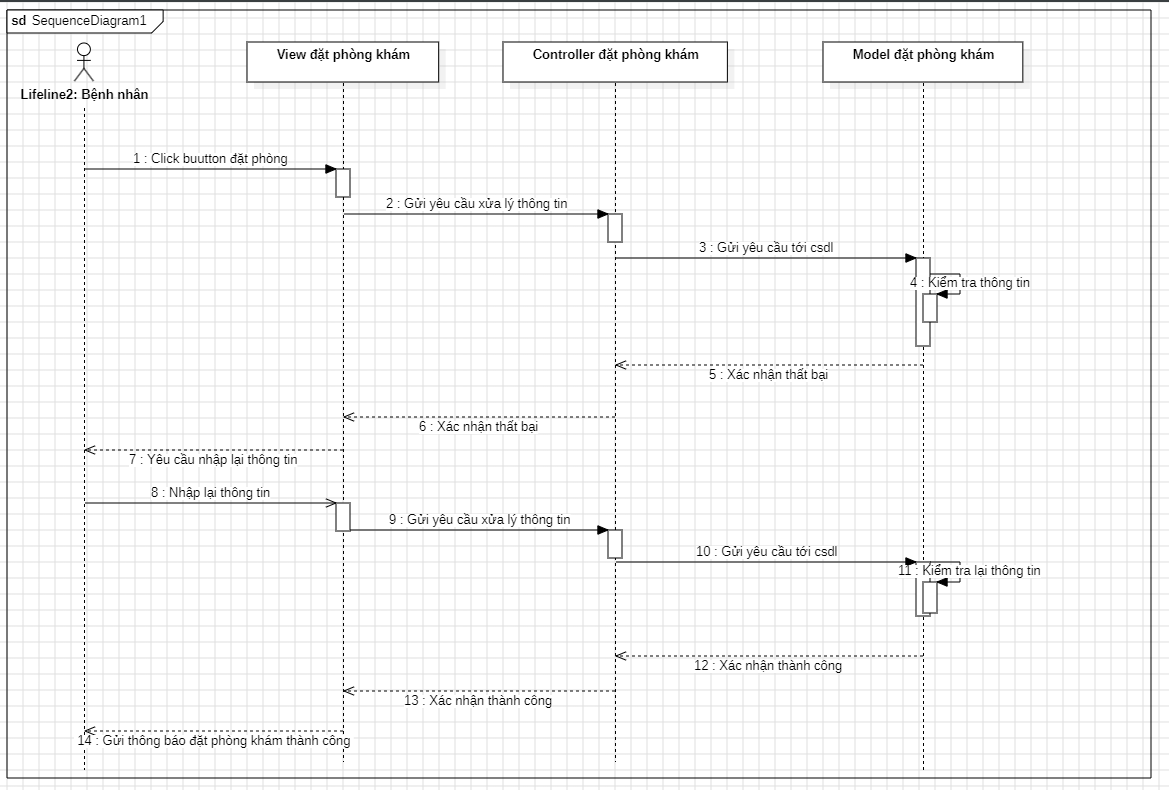 sd SequenceDiagram1
Lifeline2: Bệnh nhân
View đặt phòng khám
Controller đặt phòng khám
Model đặt phòng khám
1 : Click buutton đặt phòng
2 : Gửi yêu cầu xửa lý thông tin
3 : Gửi yêu cầu tới csdl
4 : Kiểm tra thông tin
5 : Xác nhận thất bại
6 : Xác nhận thất bại
7 : Yêu cầu nhập lại thông tin
8 : Nhập lại thông tin
9 : Gửi yêu cầu xửa lý thông tin
10 : Gửi yêu cầu tới csdl
11 : Kiểm tra lại thông tin
12 : Xác nhận thành công
13 : Xác nhận thành công
14 : Gửi thông báo đặt phòng khám thành công